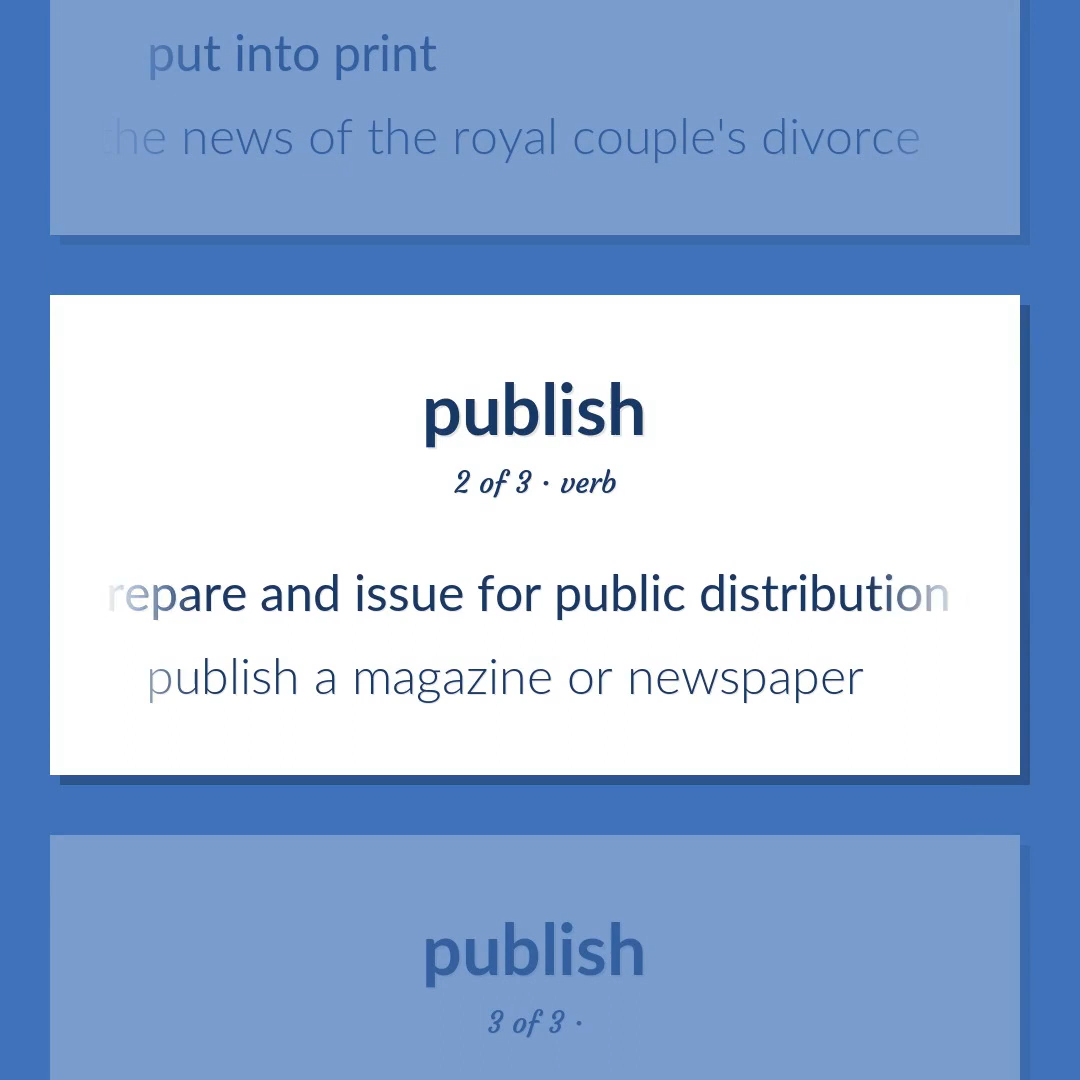 put into print
the news of the royal couple's divorce
publish
2 of 3 · verb
repare and issue for public distribution
publish a magazine or newspaper
publish
3 of 3 ·